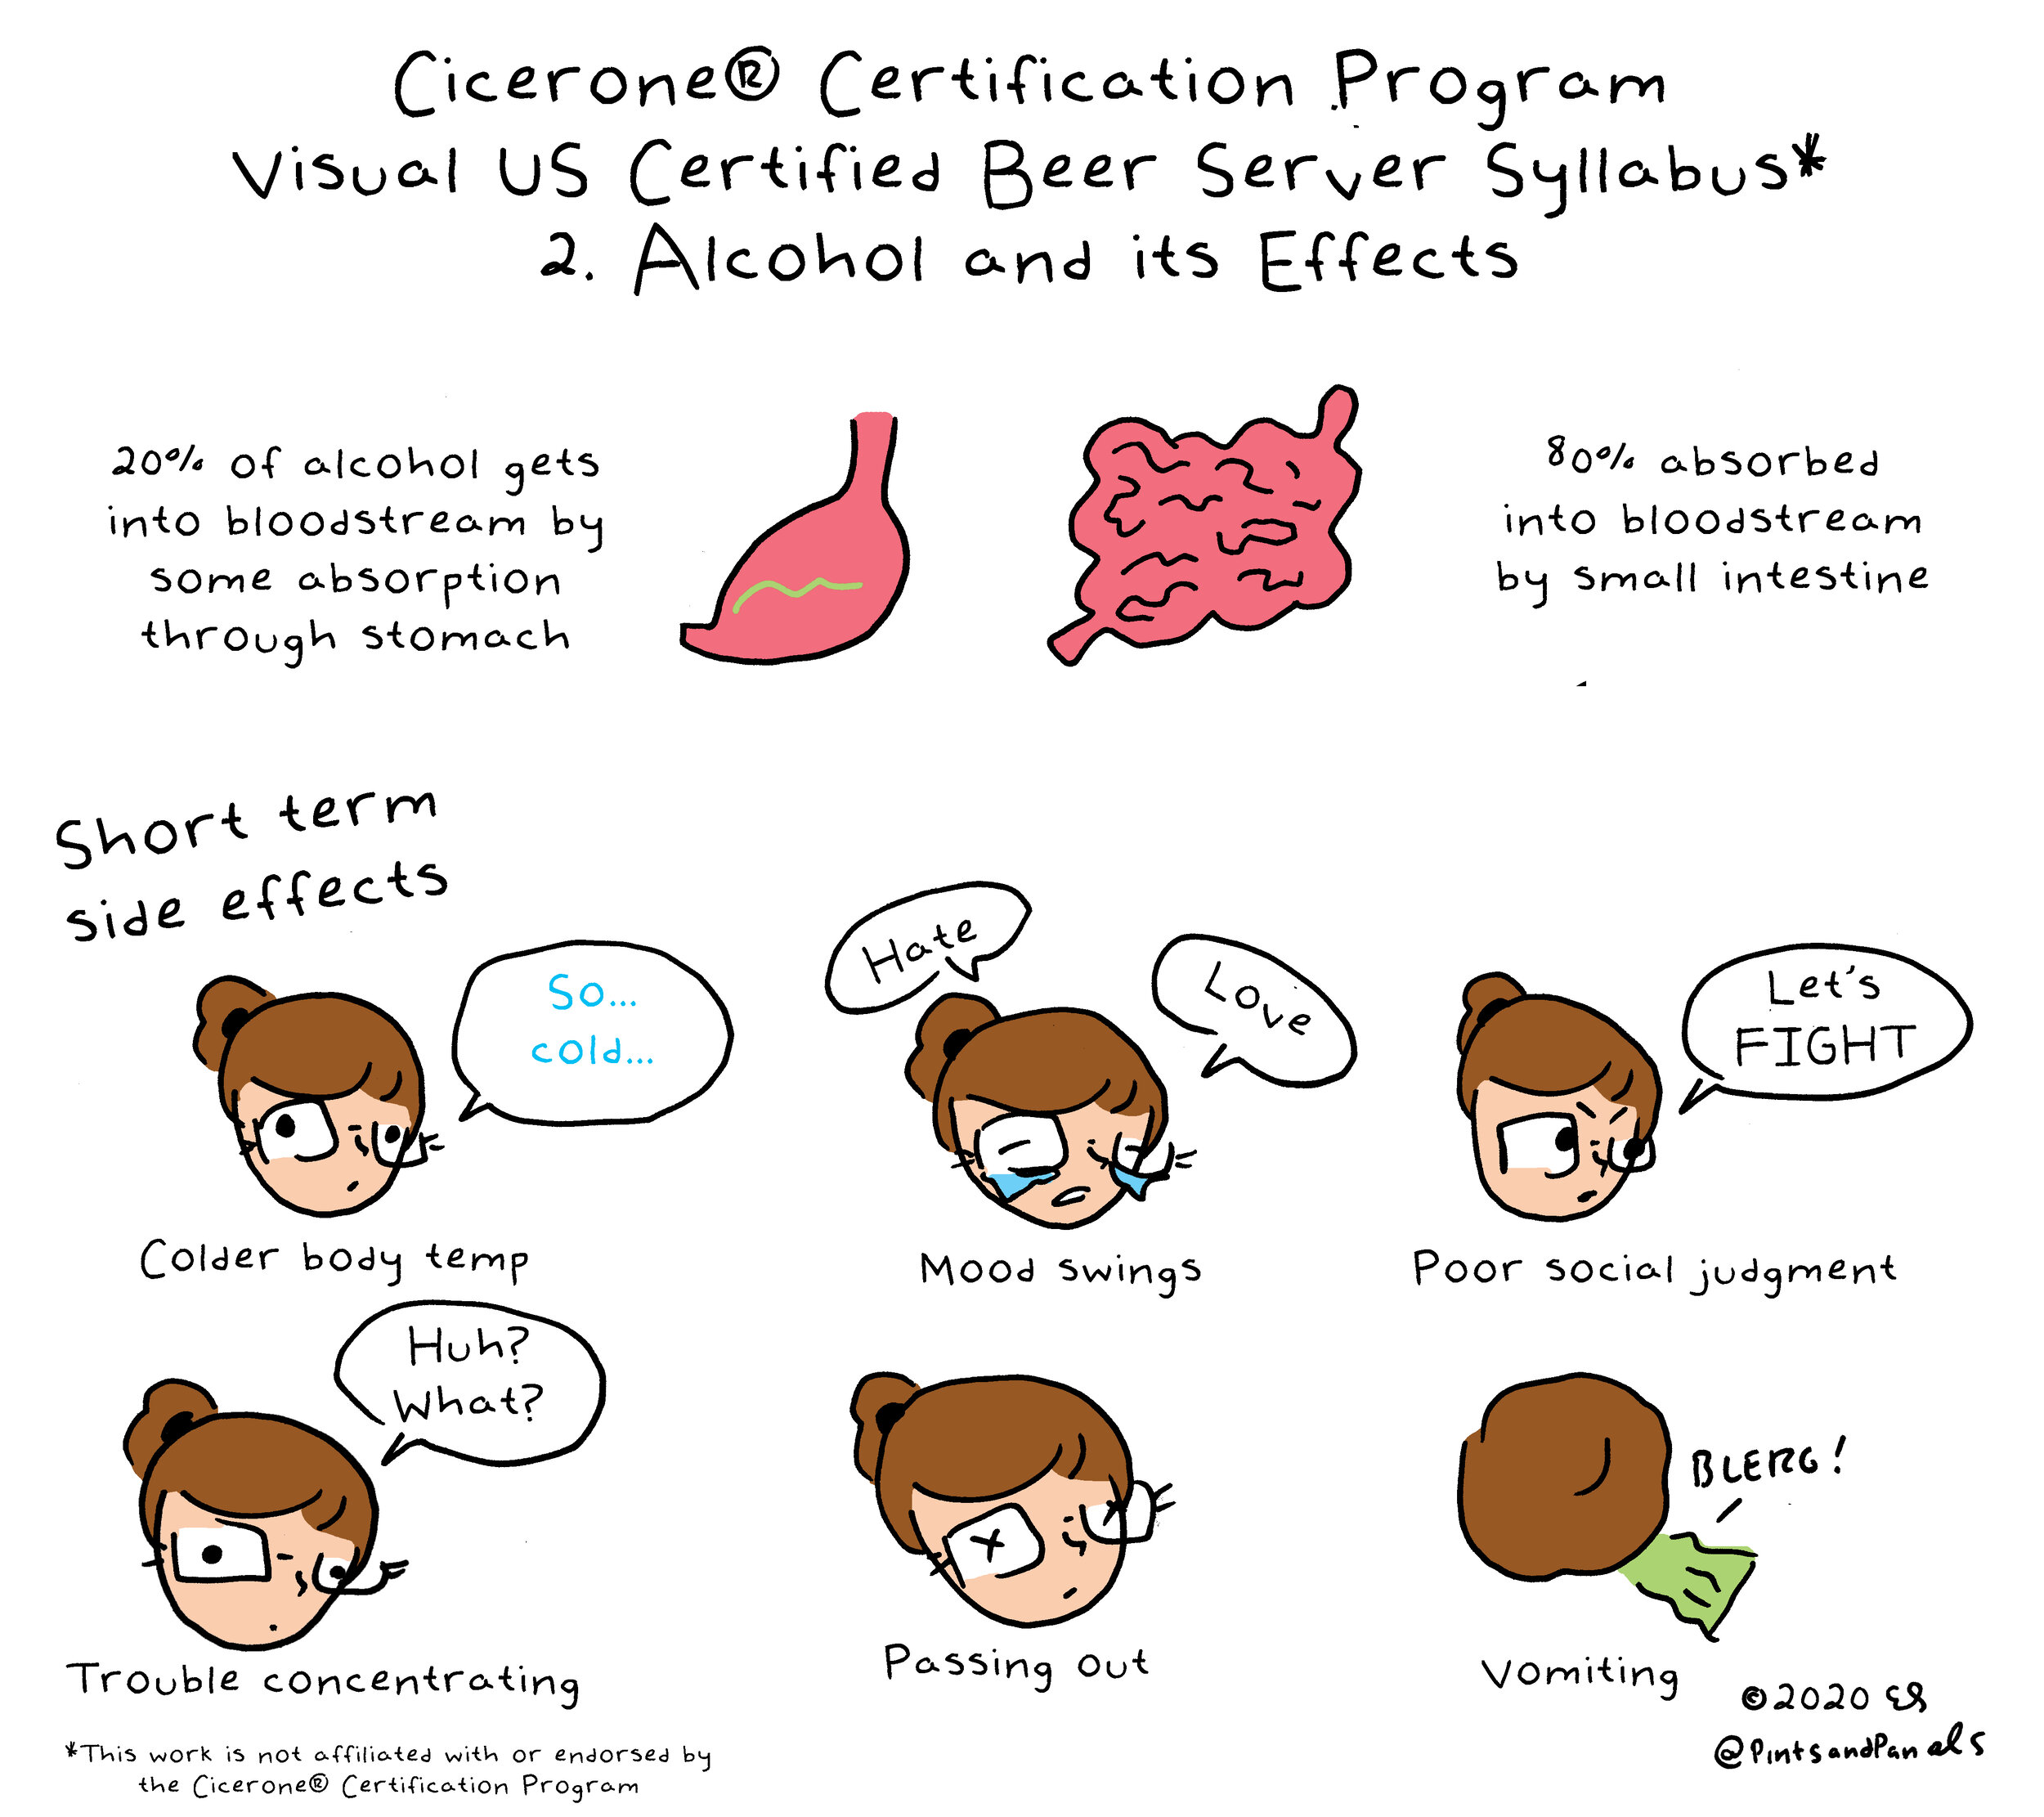 Cicerone® Certification Program
Visual US Certified Beer Server Syllabus*
2. Alcohol and its Effects
20% of alcohol gets
into bloodstream by
some absorption
through stomach
80% absorbed
into bloodstream
by small intestine
Short term
side effects
So...
cold...
Colder body temp
Hate
Love
Mood swings
Let's
FIGHT
Poor social judgment
Huh?
What?
Trouble concentrating
Passing out
BLERG!
Vomiting
©2020 ES
@PintsandPanels
*This work is not affiliated with or endorsed by
the Cicerone® Certification Program